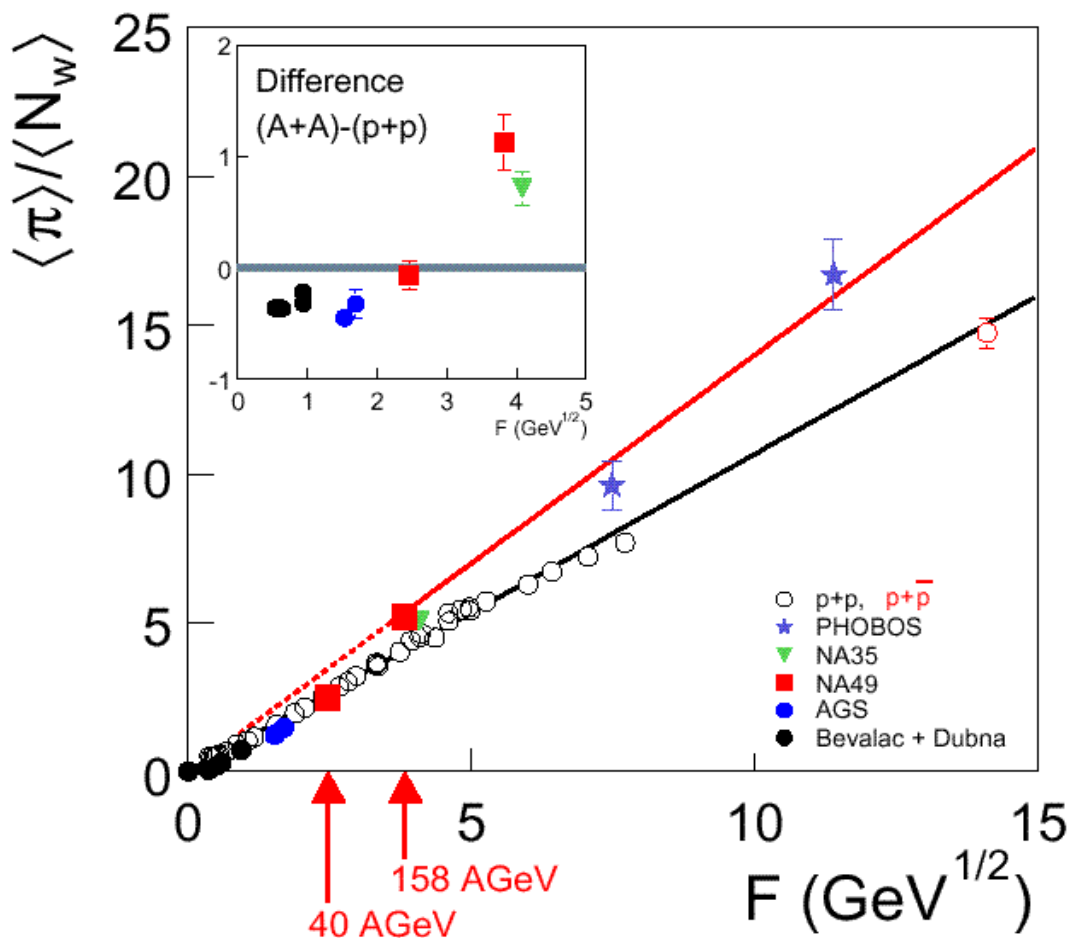 ⟨π⟩/⟨N_w⟩
25
20
15
10
5
0
2
1
0
-1
Difference
(A+A)-(p+p)
0 1 2 3 4 5
F (GeV^1/2)
p+p, p+p̅
PHOBOS
NA35
NA49
AGS
Bevalac + Dubna
0 5 10 15
158 AGeV
40 AGeV
F (GeV^1/2)